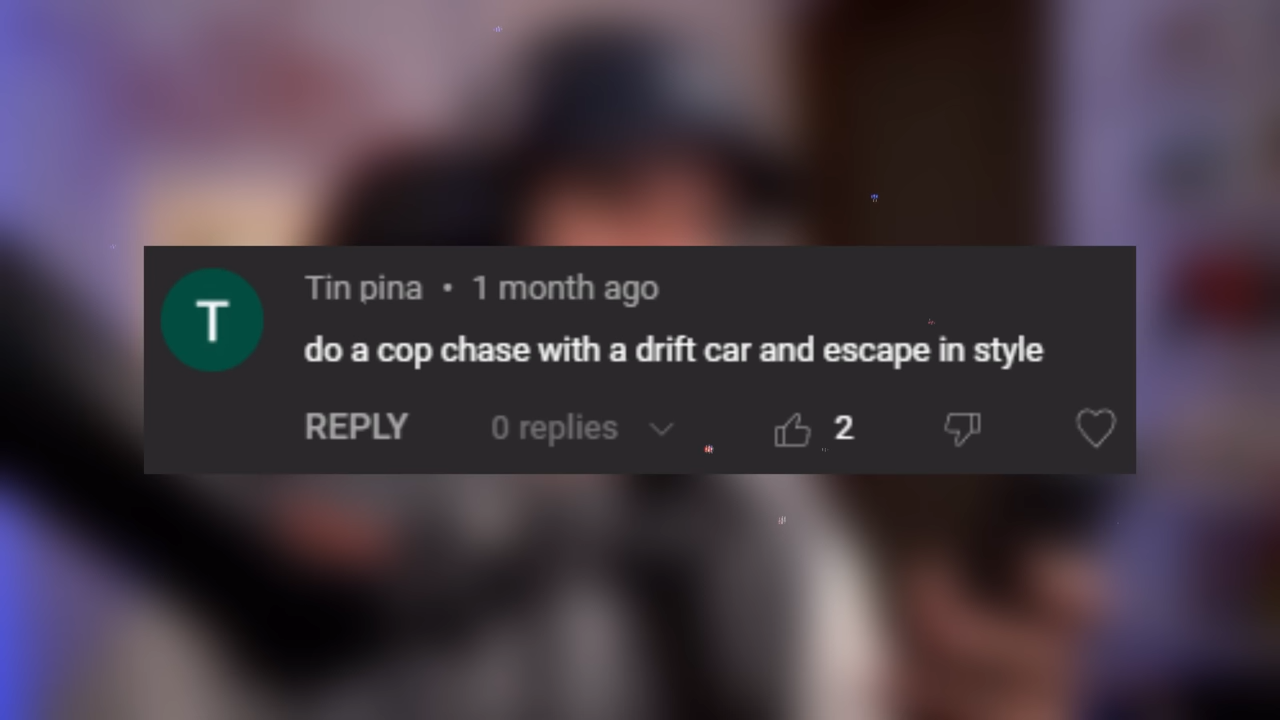 T
Tin pina • 1 month ago
do a cop chase with a drift car and escape in style
REPLY 0 replies 2